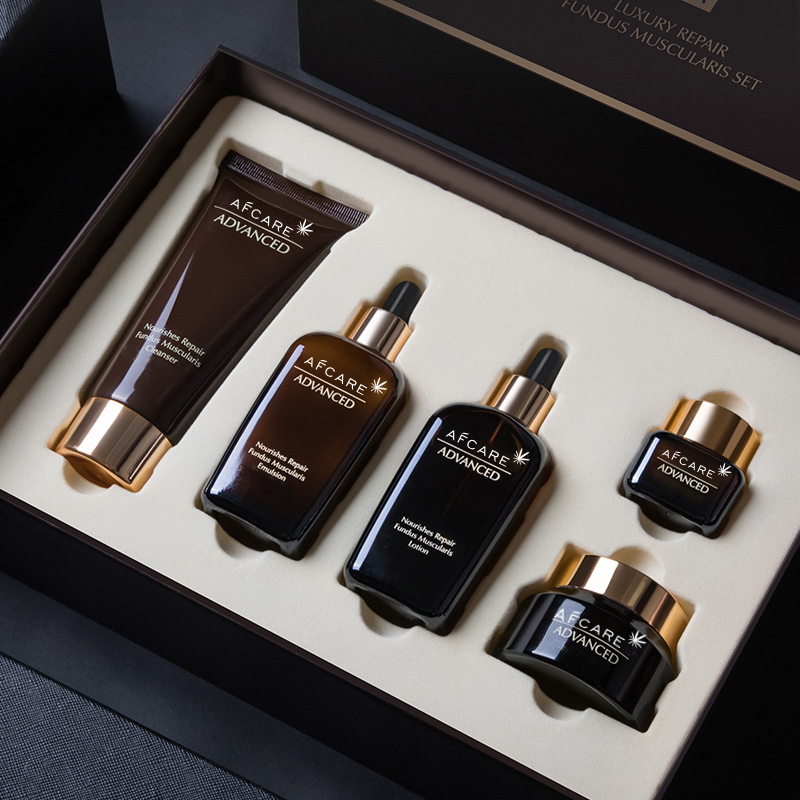 LUXURY REPAIR
FUNDUS MUSCULARIS SET
AFCARE
ADVANCED
Nourishes Repair
Fundus Muscularis
Cleanser
AFCARE
ADVANCED
Nourishes Repair
Fundus Muscularis
Emulsion
AFCARE
ADVANCED
Nourishes Repair
Fundus Muscularis
Lotion
AFCARE
ADVANCED
AFCARE
ADVANCED